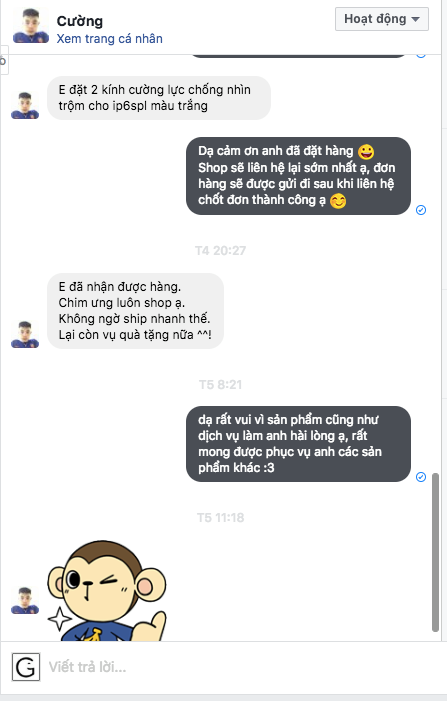 Cường
Xem trang cá nhân
Hoạt động
E đặt 2 kính cường lực chống nhìn
trộm cho ip6spl màu trắng
Dạ cảm ơn anh đã đặt hàng 😀
Shop sẽ liên hệ lại sớm nhất ạ, đơn
hàng sẽ được gửi đi sau khi liên hệ
chốt đơn thành công ạ 😊
T4 20:27
E đã nhận được hàng.
Chim ưng luôn shop ạ.
Không ngờ ship nhanh thế.
Lại còn vụ quà tặng nữa ^^!
T5 8:21
dạ rất vui vì sản phẩm cũng như
dịch vụ làm anh hài lòng ạ, rất
mong được phục vụ anh các sản
phẩm khác :3
T5 11:18
G
Viết trả lời...